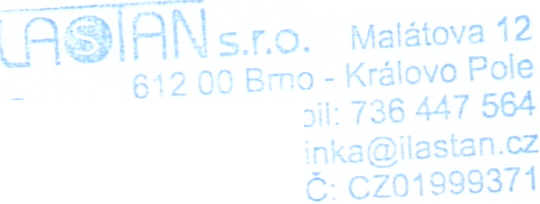 LASTAN s.r.o. Malátova 12
612 00 Brno - Královo Pole
bil: 736 447 564
inka@ilastan.cz
Č: CZ01999371